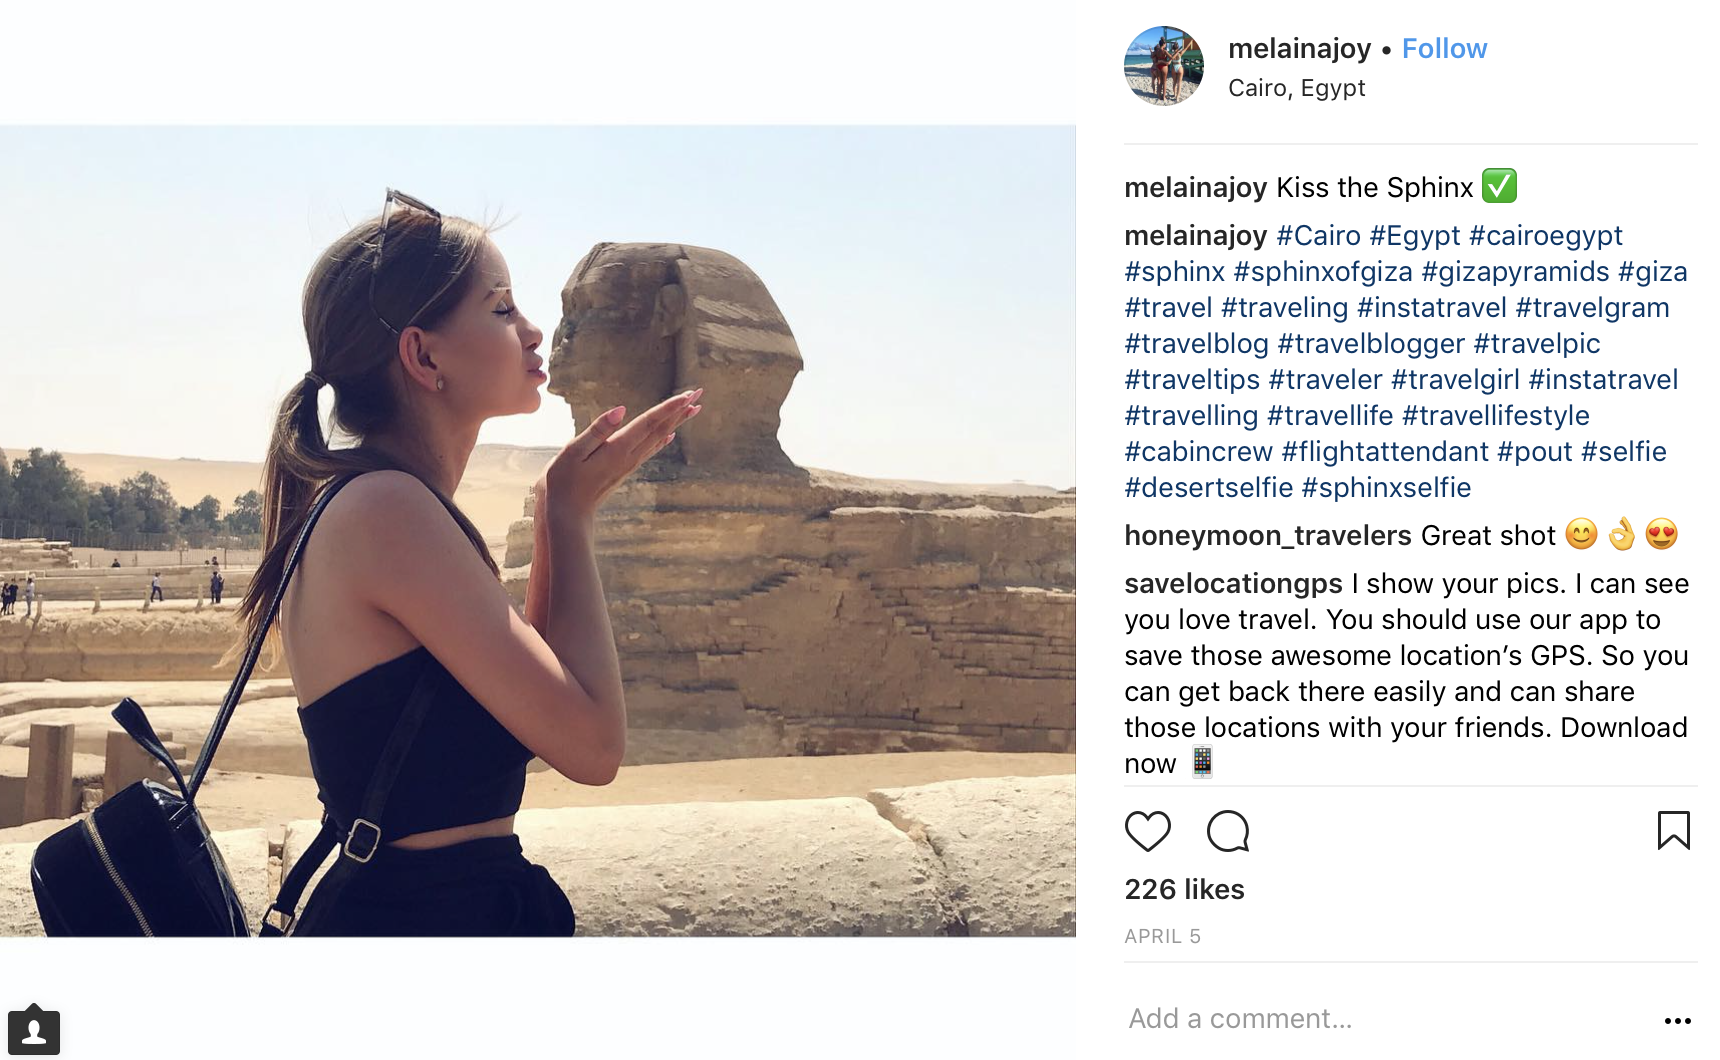 melainajoy • Follow
Cairo, Egypt
melainajoy Kiss the Sphinx ✅
melainajoy #Cairo #Egypt #cairoegypt
#sphinx #sphinxofgiza #gizapyramids #giza
#travel #traveling #instatravel #travelgram
#travelblog #travelblogger #travelpic
#traveltips #traveler #travelgirl #instatravel
#travelling #travellife #travellifestyle
#cabincrew #flightattendant #pout #selfie
#desertselfie #sphinxselfie
honeymoon_travelers Great shot 😊👌😍
savelocationgps I show your pics. I can see
you love travel. You should use our app to
save those awesome location’s GPS. So you
can get back there easily and can share
those locations with your friends. Download
now 📱
226 likes
APRIL 5
Add a comment...